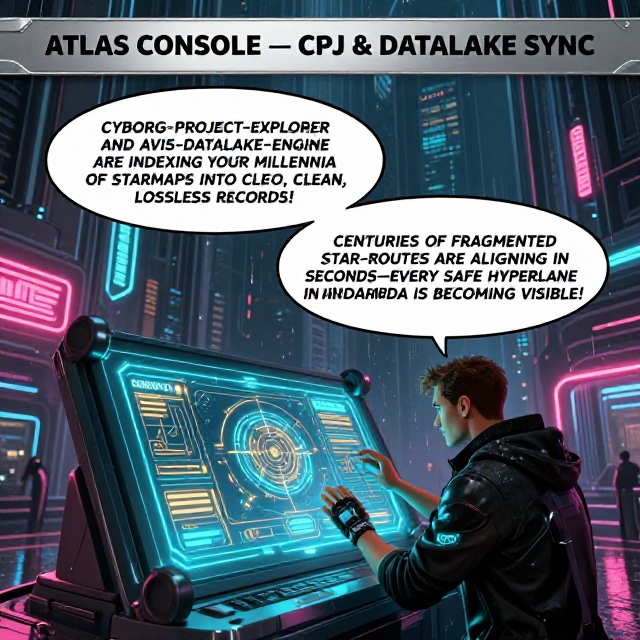 ATLAS CONSOLE — CPJ & DATALAKE SYNC
CYBORG-PROJECT-EXPLORER
AND AVIS-DATALAKE-ENGINE
ARE INDEXING YOUR MILLENNIA
OF STARMAPS INTO CLEO, CLEAN,
LOSSLESS RECORDS!
CENTURIES OF FRAGMENTED
STAR-ROUTES ARE ALIGNING IN
SECONDS—EVERY SAFE HYPERLANE
IN IS BECOMING VISIBLE!